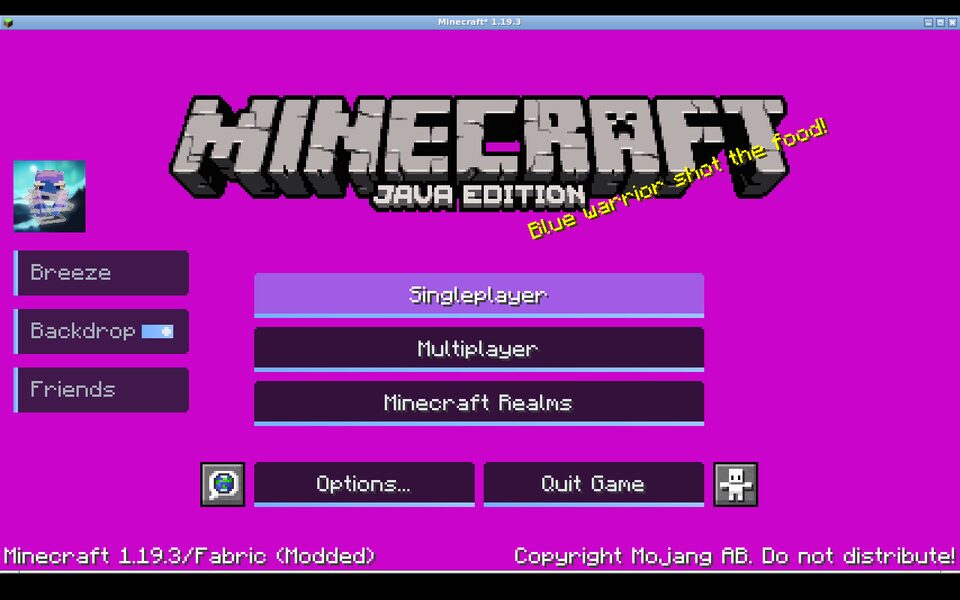 Minecraft* 1.19.3
MINECRAFT
JAVA EDITION
Blue warrior shot the food!
Breeze
Backdrop
Friends
Singleplayer
Multiplayer
Minecraft Realms
Options...
Quit Game
Minecraft 1.19.3/Fabric (Modded)
Copyright Mojang AB. Do not distribute!